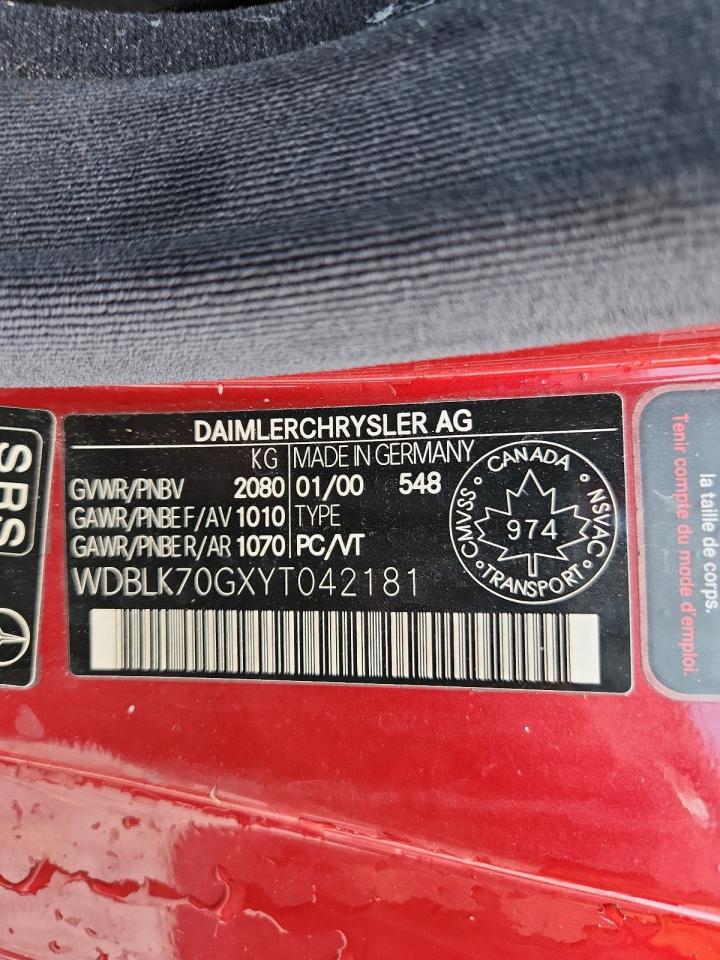 DAIMLERCHRYSLER AG
KG MADE IN GERMANY
GVWR/PNBV 2080 01/00 548
GAWR/PNBE F/AV 1010 TYPE
GAWR/PNBE R/AR 1070 PC/VT
WDBLK70GXYT042181
CANADA
CMVSS 974 NSVAC
TRANSPORT
SRS
la taille de corps.
Tenir compte du mode d'emploi.